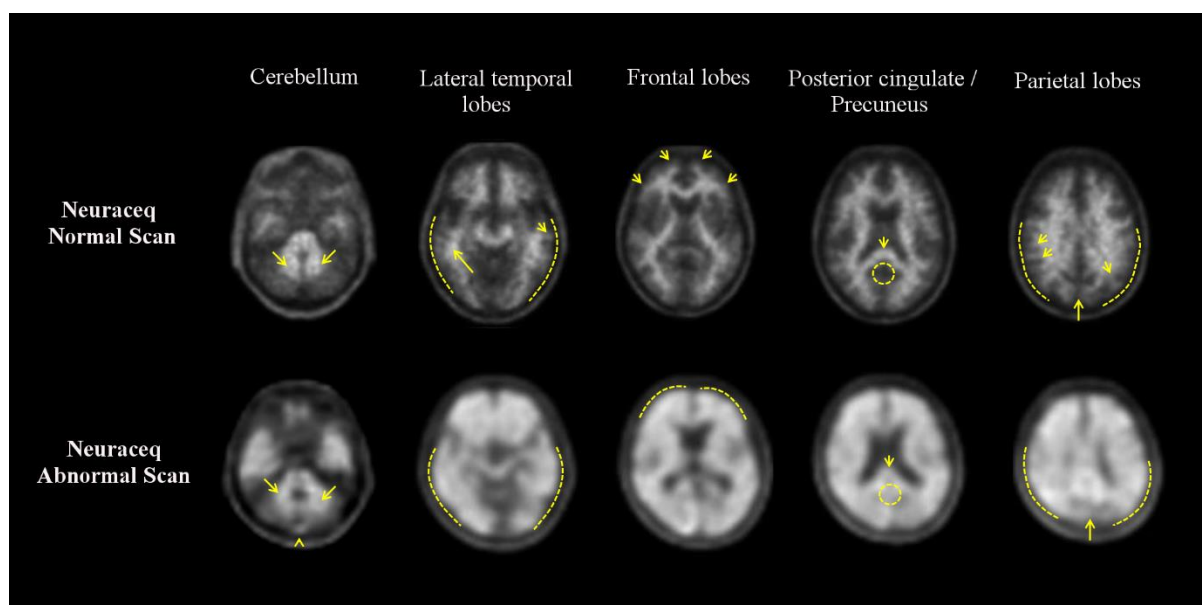 Cerebellum
Lateral temporal
lobes
Frontal lobes
Posterior cingulate /
Precuneus
Parietal lobes
Neuraceq
Normal Scan
Neuraceq
Abnormal Scan